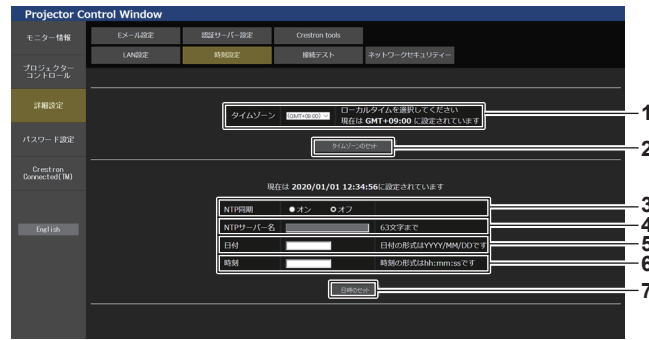 Projector Control Window
モニター情報
プロジェクター
コントロール
詳細設定
パスワード設定
Crestron
Connected(TM)
English
Eメール設定 認証サーバー設定 Crestron tools
LAN設定 時刻設定 接続テスト ネットワークセキュリティー
タイムゾーン (GMT+09:00) ローカルタイムを選択してください
現在は GMT+09:00 に設定されています
1
タイムゾーンのセット
2
現在は 2020/01/01 12:34:56に設定されています
NTP同期 オン オフ
3
NTPサーバー名 63文字まで
4
日付 日付の形式はYYYY/MM/DDです
5
時刻 時刻の形式はhh:mm:ssです
6
日時のセット
7